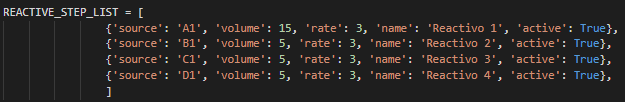 REACTIVE_STEP_LIST = [
{'source': 'A1', 'volume': 15, 'rate': 3, 'name': 'Reactivo 1', 'active': True},
{'source': 'B1', 'volume': 5, 'rate': 3, 'name': 'Reactivo 2', 'active': True},
{'source': 'C1', 'volume': 5, 'rate': 3, 'name': 'Reactivo 3', 'active': True},
{'source': 'D1', 'volume': 5, 'rate': 3, 'name': 'Reactivo 4', 'active': True},
]